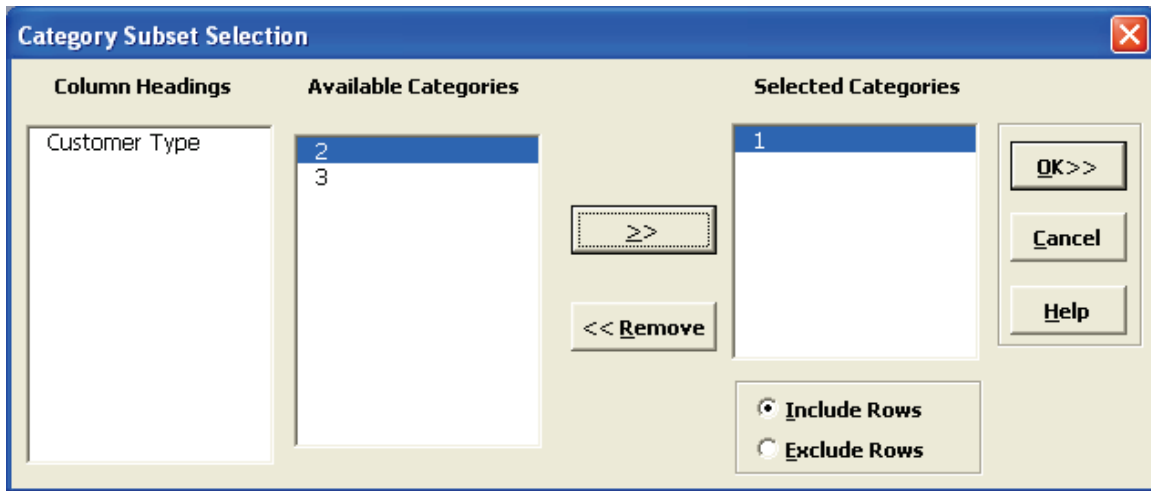 Category Subset Selection
Column Headings
Available Categories
Selected Categories
Customer Type
2
3
>>
<< Remove
1
Include Rows
Exclude Rows
OK>>
Cancel
Help